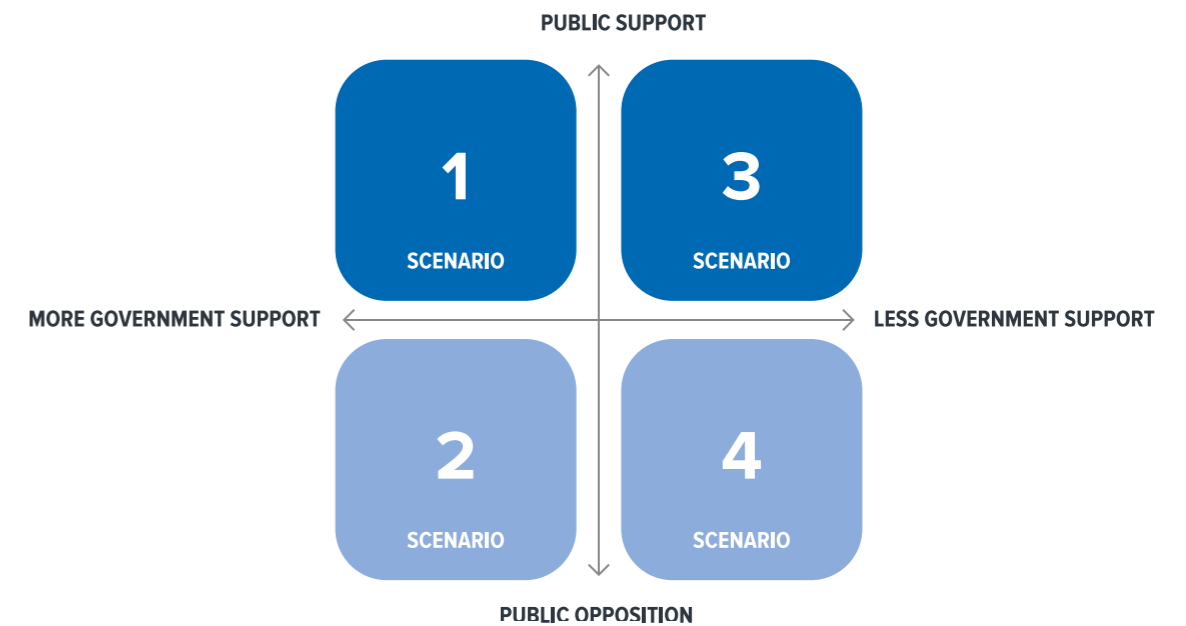 PUBLIC SUPPORT
1
SCENARIO
3
SCENARIO
MORE GOVERNMENT SUPPORT
LESS GOVERNMENT SUPPORT
2
SCENARIO
4
SCENARIO
PUBLIC OPPOSITION